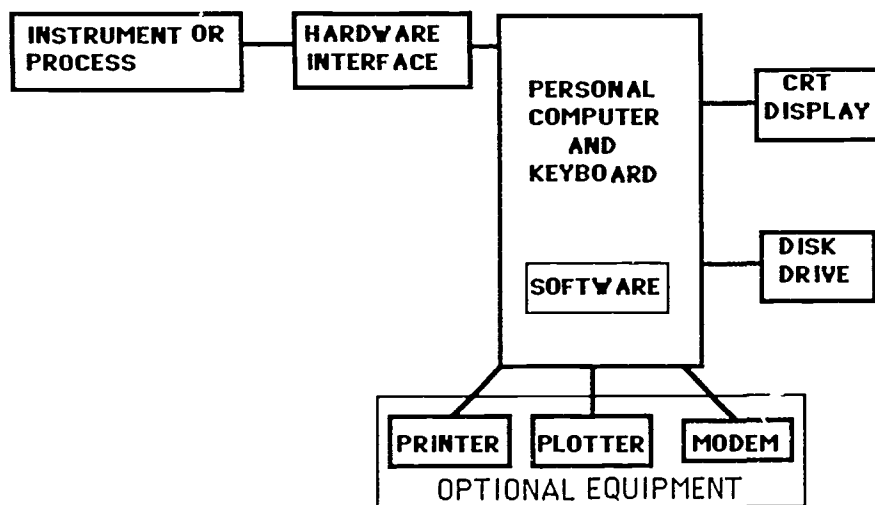 INSTRUMENT OR
PROCESS
HARDWARE
INTERFACE
PERSONAL
COMPUTER
AND
KEYBOARD
SOFTWARE
CRT
DISPLAY
DISK
DRIVE
PRINTER
PLOTTER
MODEM
OPTIONAL EQUIPMENT